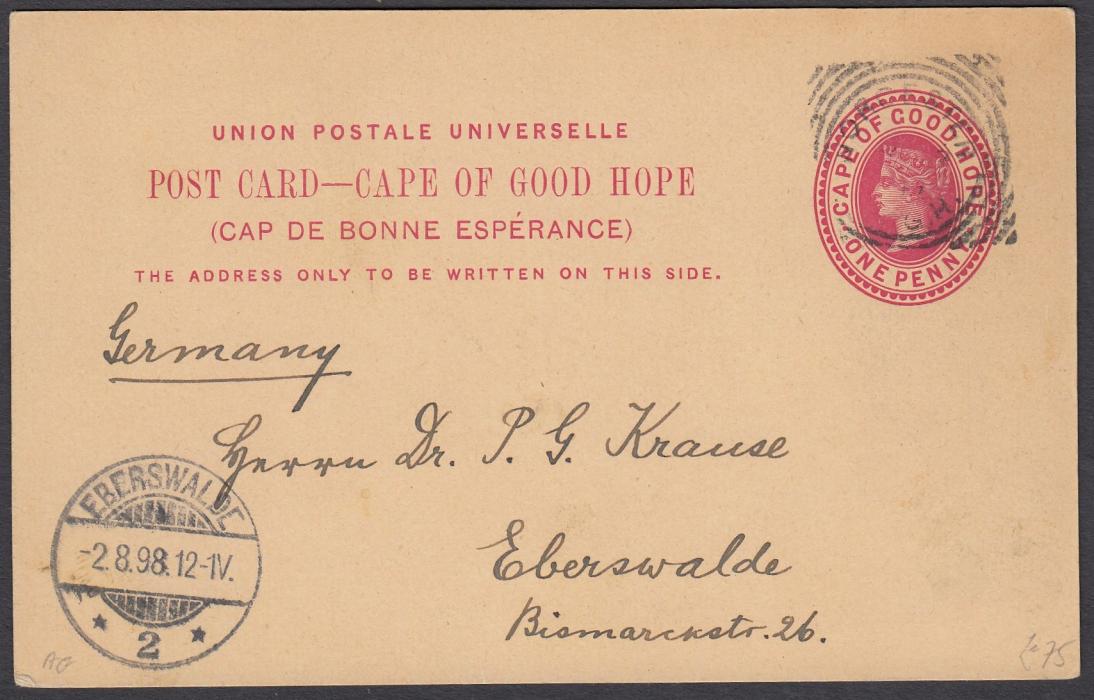 UNION POSTALE UNIVERSELLE
POST CARD—CAPE OF GOOD HOPE
(CAP DE BONNE ESPÉRANCE)
THE ADDRESS ONLY TO BE WRITTEN ON THIS SIDE.
CAPE OF GOOD HOPE
ONE PENNY
Germany
Herrn Dr. P. G. Krause
Eberswalde
Bismarckstr. 26.
EBERSWALDE
-2.8.98.12-1V.
* 2 *
AG
£75